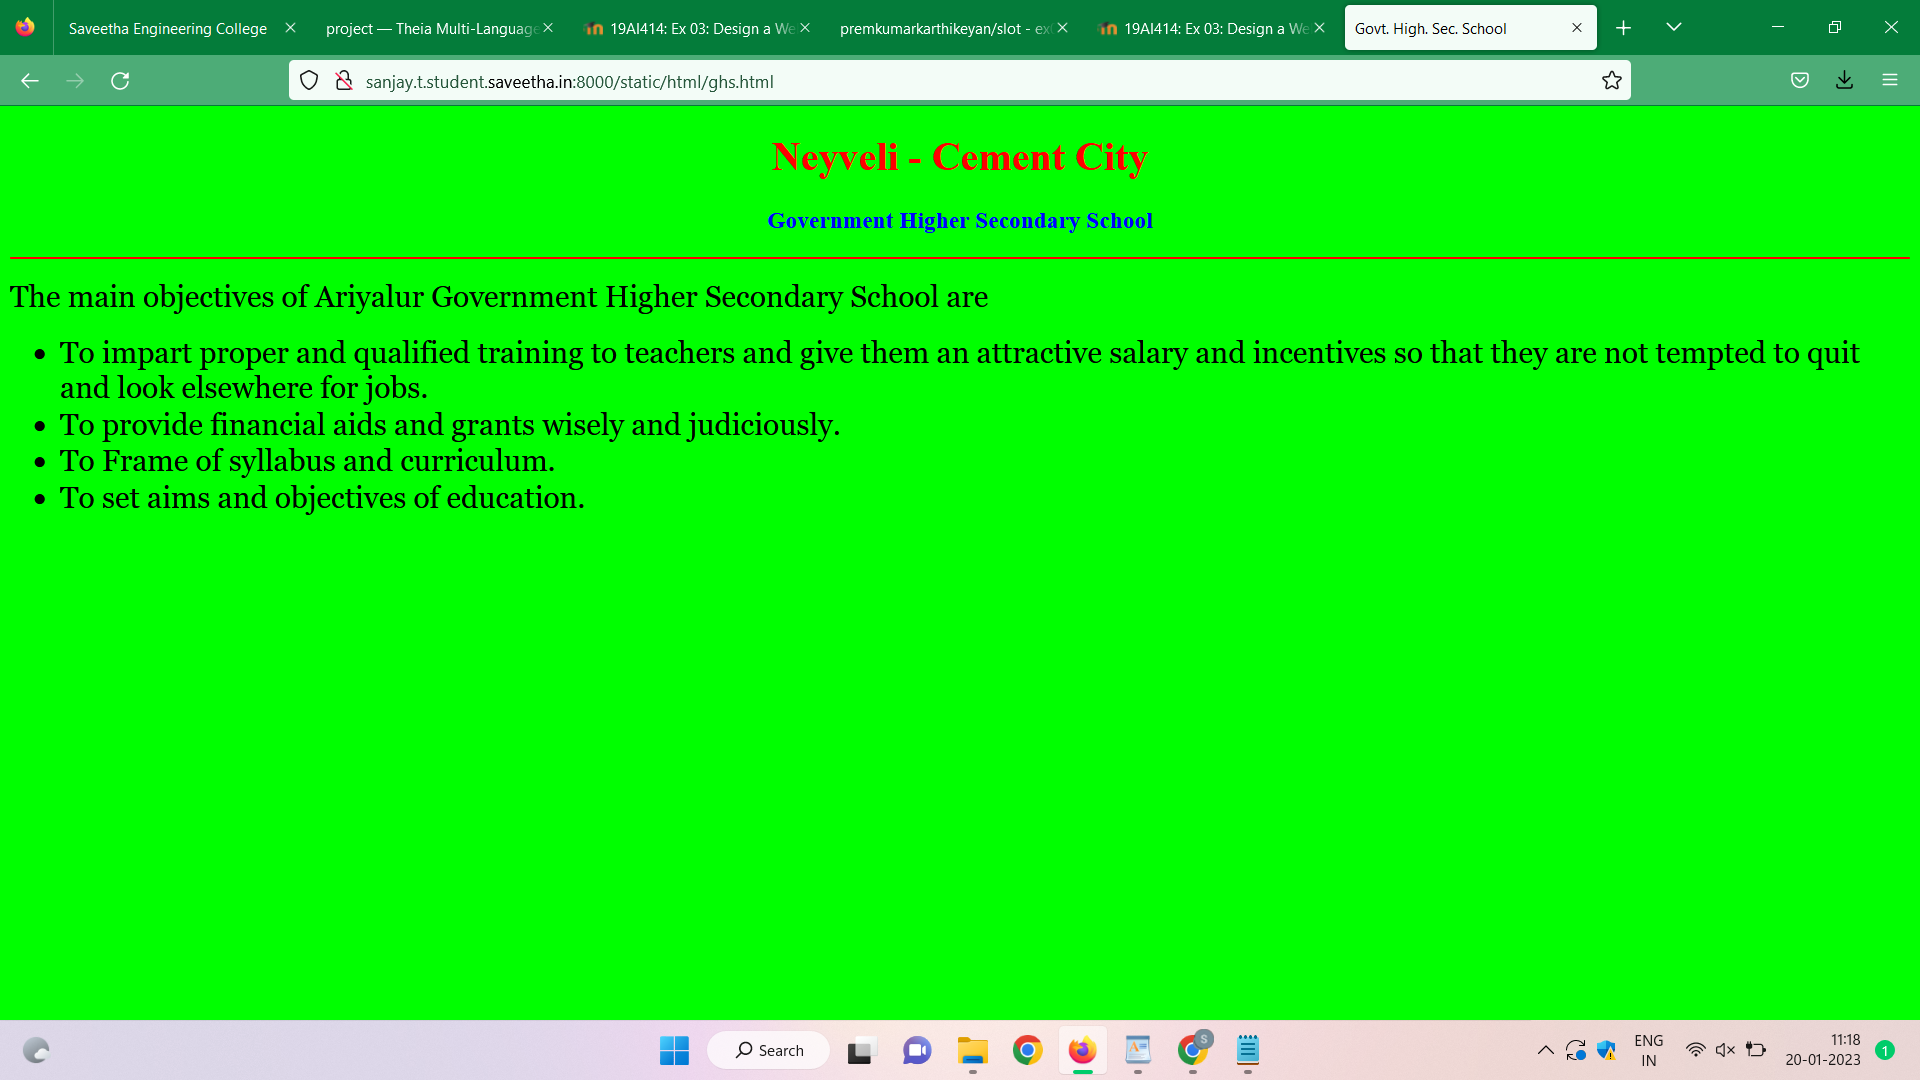 Saveetha Engineering College
project — Theia Multi-Language
19AI414: Ex 03: Design a We
premkumarkarthikeyan/slot - ex
19AI414: Ex 03: Design a We
Govt. High. Sec. School
sanjay.t.student.saveetha.in:8000/static/html/ghs.html
Neyveli - Cement City
Government Higher Secondary School
The main objectives of Ariyalur Government Higher Secondary School are
• To impart proper and qualified training to teachers and give them an attractive salary and incentives so that they are not tempted to quit
and look elsewhere for jobs.
• To provide financial aids and grants wisely and judiciously.
• To Frame of syllabus and curriculum.
• To set aims and objectives of education.
Search
S
ENG
IN
11:18
20-01-2023
1